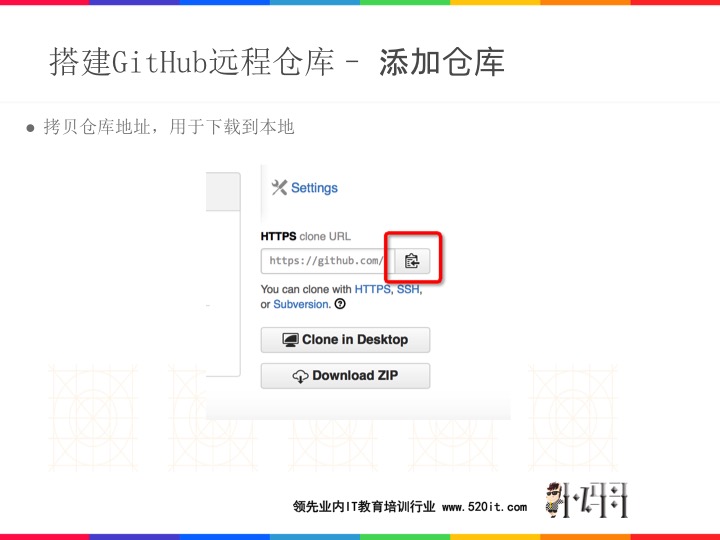 搭建GitHub远程仓库 - 添加仓库
拷贝仓库地址，用于下载到本地
Settings
HTTPS clone URL
https://github.com/
You can clone with HTTPS, SSH,
or Subversion.
Clone in Desktop
Download ZIP
领先业内IT教育培训行业 www.520it.com
小码哥